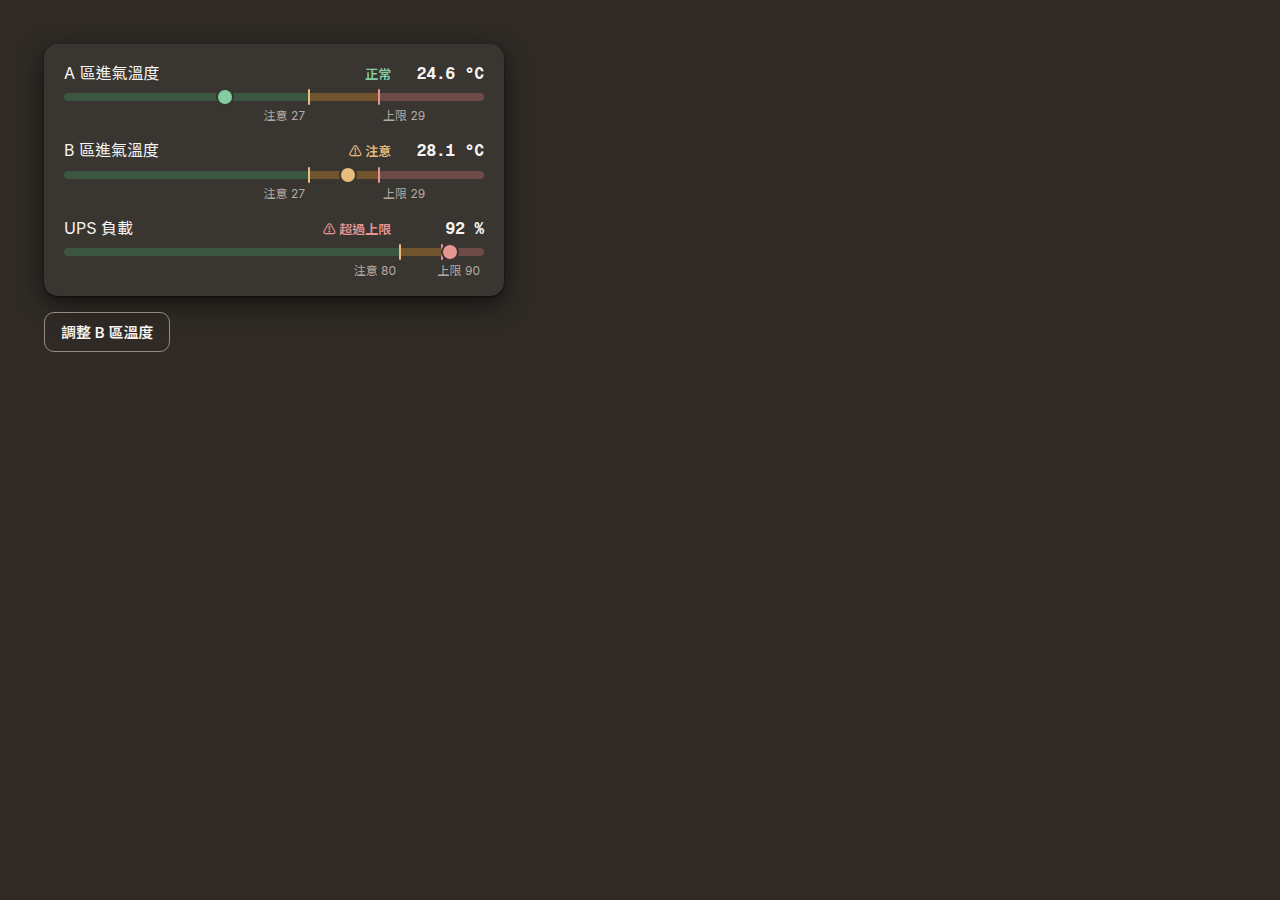 A 區進氣溫度 正常 24.6 °C
注意 27 上限 29
B 區進氣溫度 ⚠ 注意 28.1 °C
注意 27 上限 29
UPS 負載 ⚠ 超過上限 92 %
注意 80 上限 90
調整 B 區溫度